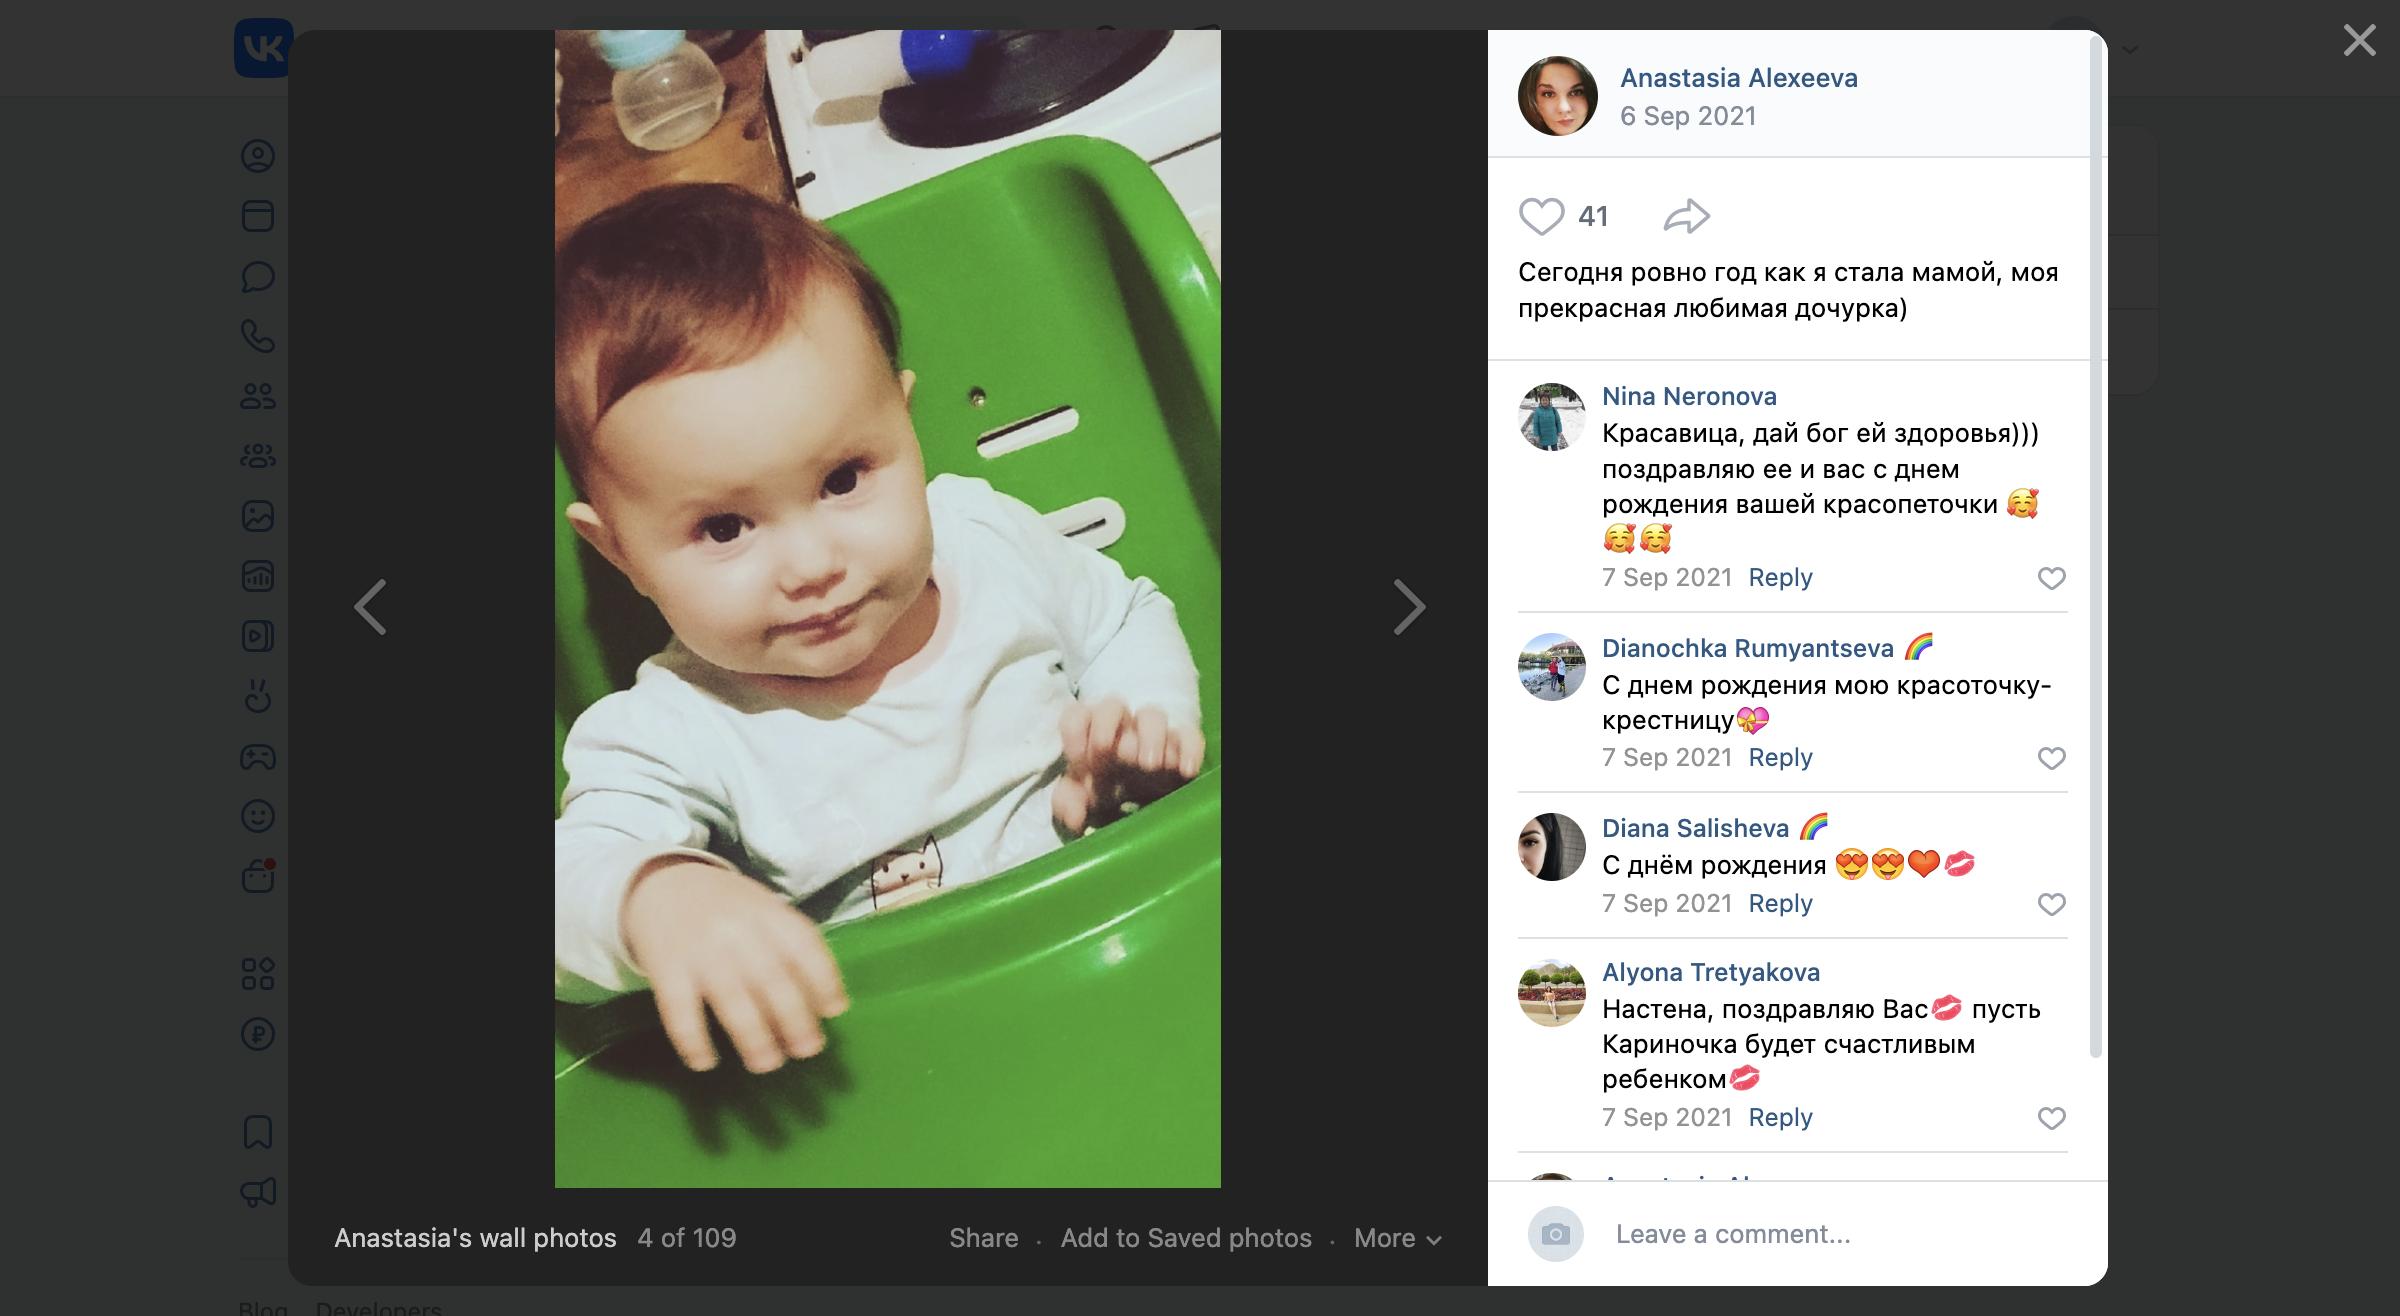 VK
Anastasia Alexeeva
6 Sep 2021
41
Сегодня ровно год как я стала мамой, моя
прекрасная любимая дочурка)
Nina Neronova
Красавица, дай бог ей здоровья)))
поздравляю ее и вас с днем
рождения вашей красопеточки 🥰
🥰🥰
7 Sep 2021 Reply
Dianochka Rumyantseva 🌈
С днем рождения мою красоточку-
крестницу💝
7 Sep 2021 Reply
Diana Salisheva 🌈
С днём рождения 😍😍❤️💋
7 Sep 2021 Reply
Alyona Tretyakova
Настена, поздравляю Вас💋 пусть
Кариночка будет счастливым
ребенком💋
7 Sep 2021 Reply
Leave a comment...
Anastasia's wall photos 4 of 109
Share · Add to Saved photos · More
Blog Developers